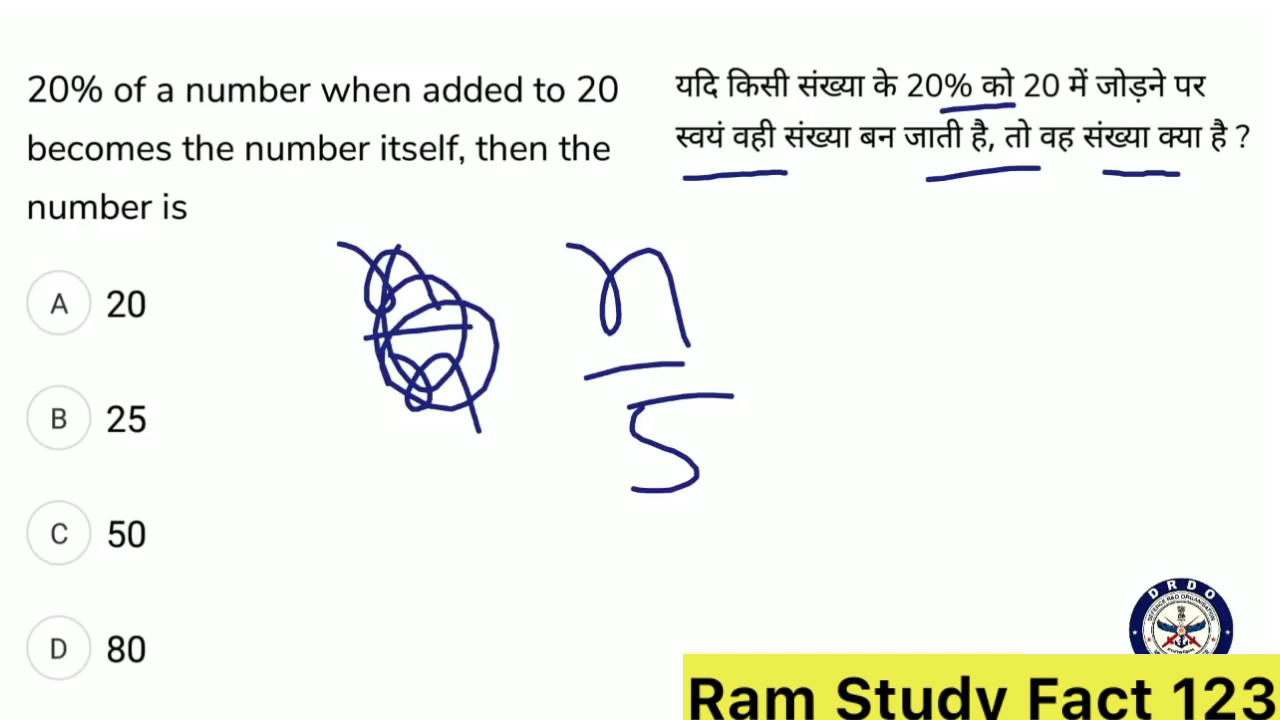 20% of a number when added to 20
becomes the number itself, then the
number is
A 20
B 25
C 50
D 80
यदि किसी संख्या के 20% को 20 में जोड़ने पर
स्वयं वही संख्या बन जाती है, तो वह संख्या क्या है ?
n
5
DRDO
Ram Study Fact 123